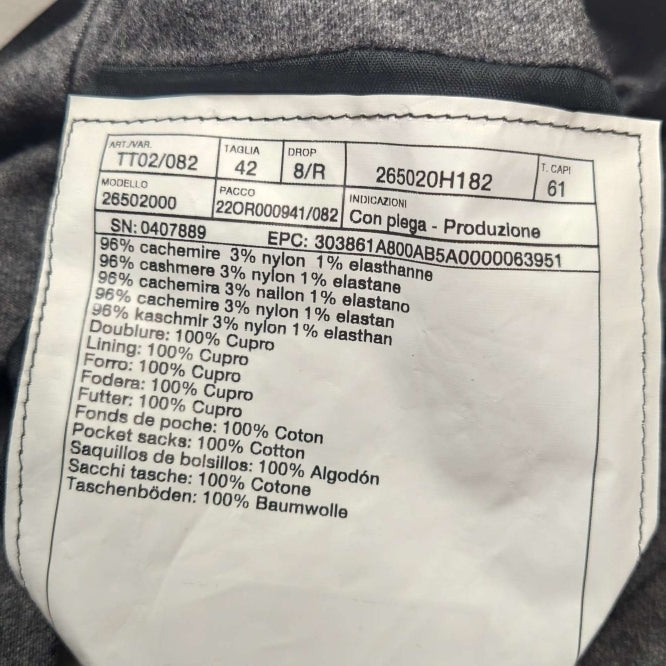 ART./VAR. TAGLIA DROP T. CAPI
TT02/082 42 8/R 265020H182 61
MODELLO PACCO INDICAZIONI
26502000 22OR000941/082 Con piega - Produzione
SN: 0407889 EPC: 303861A800AB5A0000063951
96% cachemire 3% nylon 1% elasthanne
96% cashmere 3% nylon 1% elastane
96% cachemira 3% nailon 1% elastano
96% cachemire 3% nylon 1% elastan
96% kaschmir 3% nylon 1% elasthan
Doublure: 100% Cupro
Lining: 100% Cupro
Forro: 100% Cupro
Fodera: 100% Cupro
Futter: 100% Cupro
Fonds de poche: 100% Coton
Pocket sacks: 100% Cotton
Saquillos de bolsillos: 100% Algodón
Sacchi tasche: 100% Cotone
Taschenböden: 100% Baumwolle